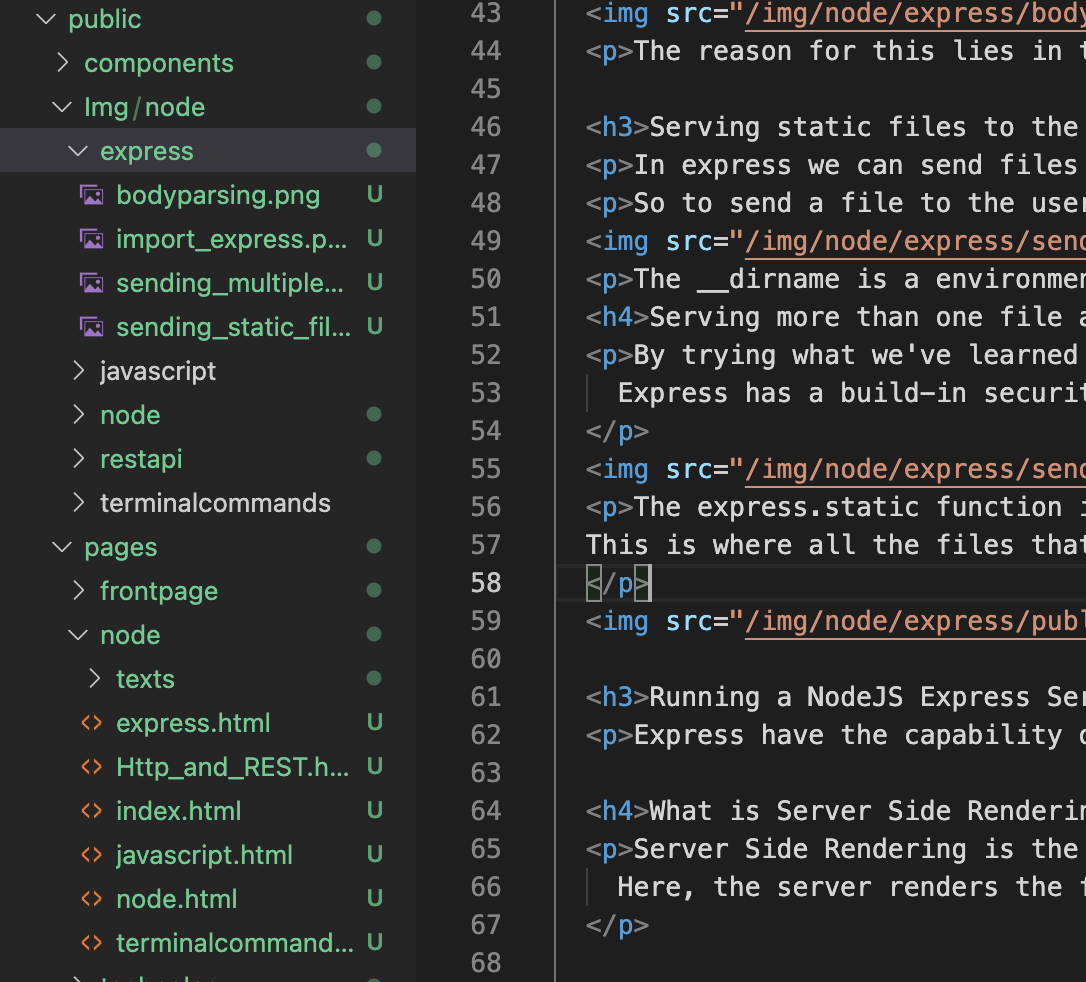 public
components
Img/node
express
bodyparsing.png U
import_express.p... U
sending_multiple... U
sending_static_fil... U
javascript
node
restapi
terminalcommands
pages
frontpage
node
texts
express.html U
Http_and_REST.h... U
index.html U
javascript.html U
node.html U
terminalcommand... U
43 <img src="/img/node/express/body
44 <p>The reason for this lies in
45
46 <h3>Serving static files to the
47 <p>In express we can send files
48 <p>So to send a file to the user
49 <img src="/img/node/express/send
50 <p>The __dirname is a environmen
51 <h4>Serving more than one file a
52 <p>By trying what we've learned
53 Express has a build-in securit
54 </p>
55 <img src="/img/node/express/send
56 <p>The express.static function
57 This is where all the files that
58 </p>
59 <img src="/img/node/express/publ
60
61 <h3>Running a NodeJS Express Ser
62 <p>Express have the capability
63
64 <h4>What is Server Side Renderin
65 <p>Server Side Rendering is the
66 Here, the server renders the
67 </p>
68